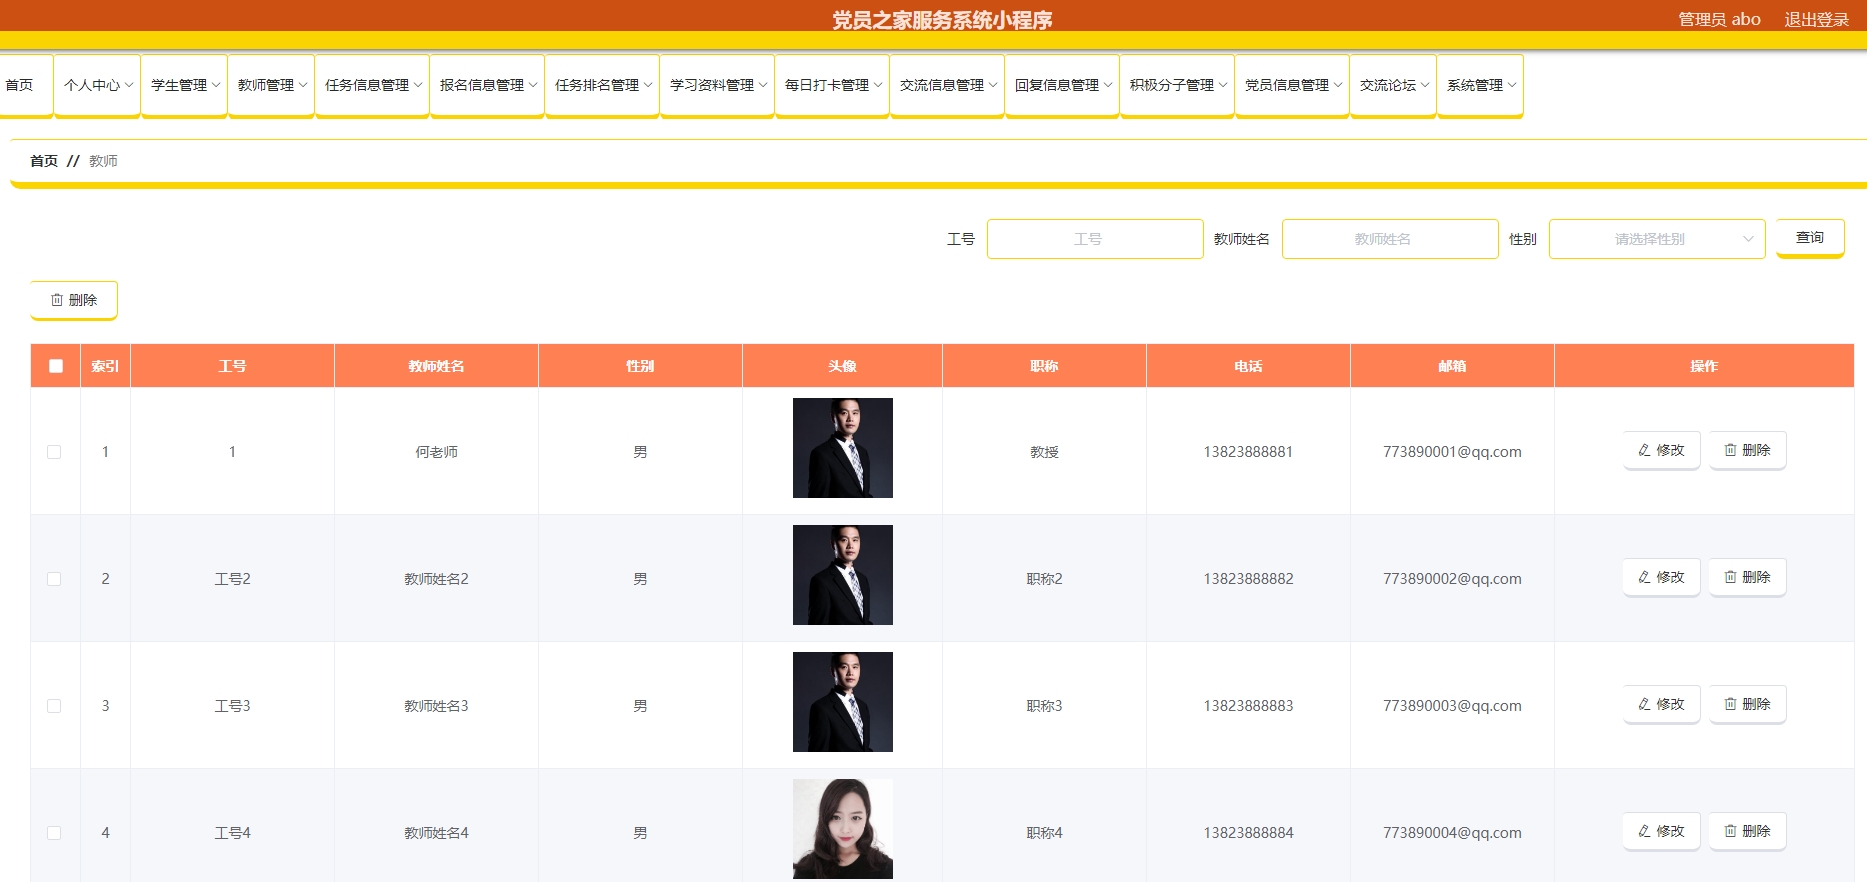 党员之家服务系统小程序
管理员 abo 退出登录
首页 个人中心 学生管理 教师管理 任务信息管理 报名信息管理 任务排名管理 学习资料管理 每日打卡管理 交流信息管理 回复信息管理 积极分子管理 党员信息管理 交流论坛 系统管理
首页 // 教师
工号 工号 教师姓名 教师姓名 性别 请选择性别 查询
删除
索引 工号 教师姓名 性别 头像 职称 电话 邮箱 操作
1 1 何老师 男 教授 13823888881 773890001@qq.com 修改 删除
2 工号2 教师姓名2 男 职称2 13823888882 773890002@qq.com 修改 删除
3 工号3 教师姓名3 男 职称3 13823888883 773890003@qq.com 修改 删除
4 工号4 教师姓名4 男 职称4 13823888884 773890004@qq.com 修改 删除